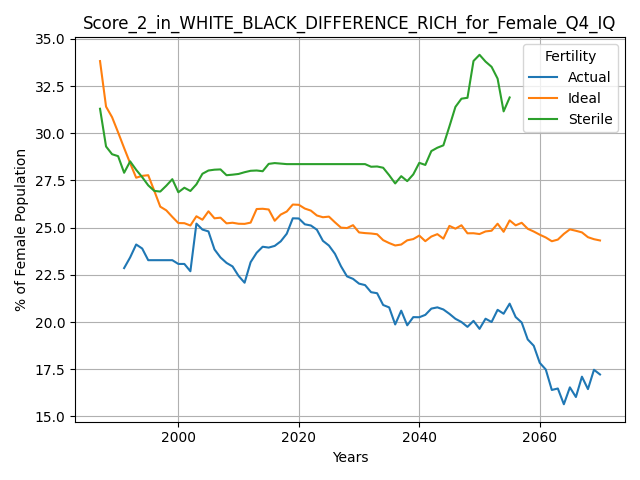 Score_2_in_WHITE_BLACK_DIFFERENCE_RICH_for_Female_Q4_IQ
35.0
32.5
30.0
27.5
25.0
22.5
20.0
17.5
15.0
% of Female Population
Fertility
Actual
Ideal
Sterile
2000
2020
2040
2060
Years